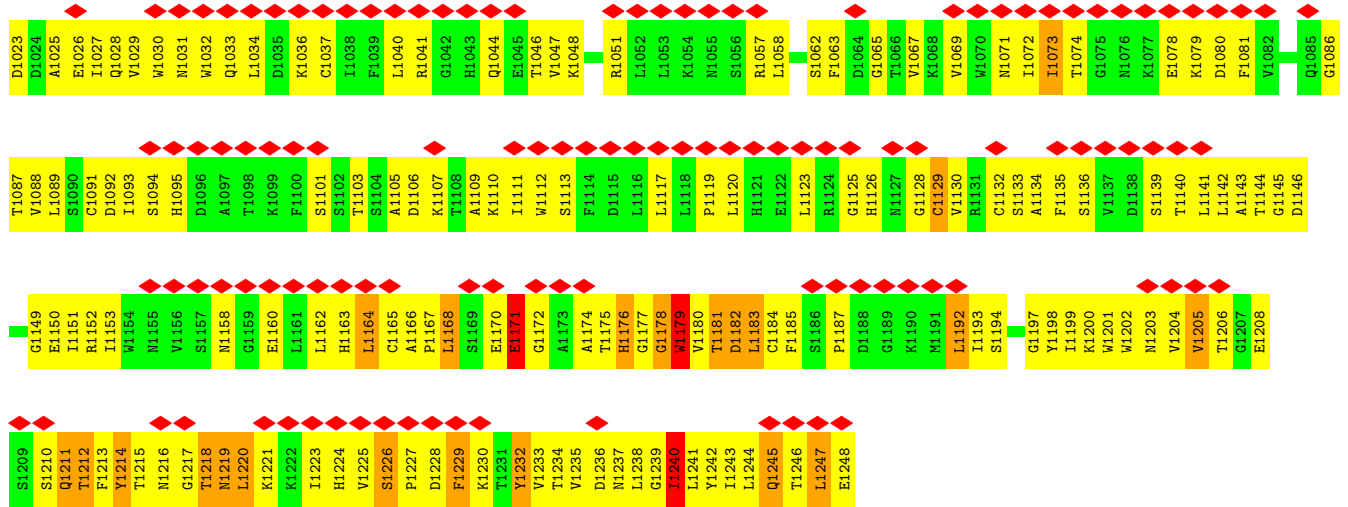 D1023 D1024 A1025 E1026 I1027 Q1028 V1029 W1030 N1031 W1032 Q1033 L1034 D1035 K1036 C1037 I1038 F1039 L1040 R1041 G1042 H1043 Q1044 E1045 T1046 V1047 K1048 R1051 L1052 L1053 K1054 N1055 S1056 R1057 L1058 S1062 F1063 D1064 G1065 T1066 V1067 K1068 V1069 W1070 N1071 I1072 I1073 T1074 G1075 N1076 K1077 E1078 K1079 D1080 F1081 V1082 Q1085 G1086
T1087 V1088 L1089 S1090 C1091 D1092 I1093 S1094 H1095 D1096 A1097 T1098 K1099 F1100 S1101 S1102 T1103 S1104 A1105 D1106 K1107 T1108 A1109 K1110 I1111 W1112 S1113 F1114 D1115 L1116 L1117 L1118 P1119 L1120 H1121 E1122 L1123 R1124 G1125 H1126 N1127 G1128 C1129 V1130 R1131 C1132 S1133 A1134 F1135 S1136 V1137 D1138 S1139 T1140 L1141 L1142 A1143 T1144 G1145 D1146
G1149 E1150 I1151 R1152 I1153 W1154 N1155 V1156 S1157 N1158 G1159 E1160 L1161 L1162 H1163 L1164 C1165 A1166 P1167 L1168 S1169 E1170 E1171 G1172 A1173 A1174 T1175 H1176 G1177 G1178 W1179 V1180 T1181 D1182 L1183 C1184 F1185 S1186 P1187 D1188 G1189 K1190 M1191 L1192 I1193 S1194 G1197 Y1198 I1199 K1200 W1201 W1202 N1203 V1204 V1205 T1206 G1207 E1208
S1209 S1210 Q1211 T1212 F1213 Y1214 T1215 N1216 G1217 T1218 N1219 L1220 K1221 K1222 I1223 H1224 V1225 S1226 P1227 D1228 F1229 K1230 T1231 Y1232 V1233 T1234 V1235 D1236 N1237 L1238 G1239 I1240 L1241 Y1242 I1243 L1244 Q1245 T1246 L1247 E1248